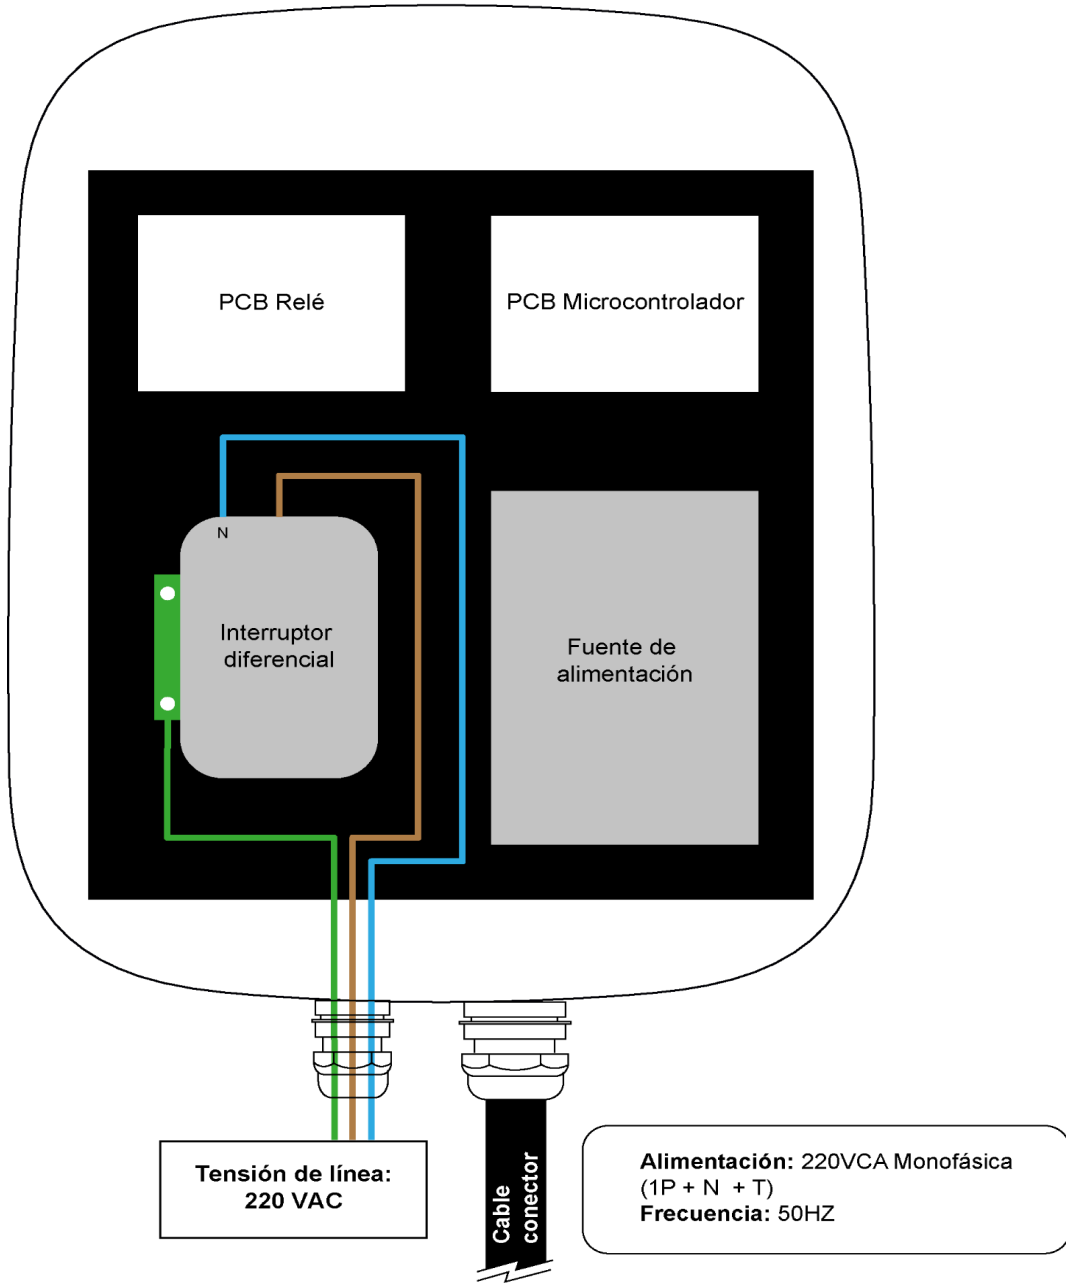 PCB Relé
PCB Microcontrolador
N
Interruptor
diferencial
Fuente de
alimentación
Tensión de línea:
220 VAC
Cable
conector
Alimentación: 220VCA Monofásica
(1P + N + T)
Frecuencia: 50HZ